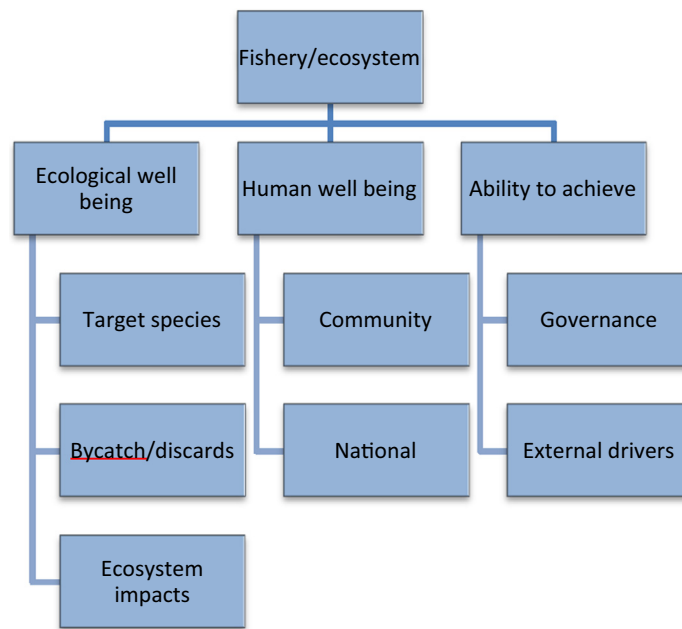 Fishery/ecosystem
Ecological well
being
Human well being
Ability to achieve
Target species
Community
Governance
Bycatch/discards
National
External drivers
Ecosystem
impacts